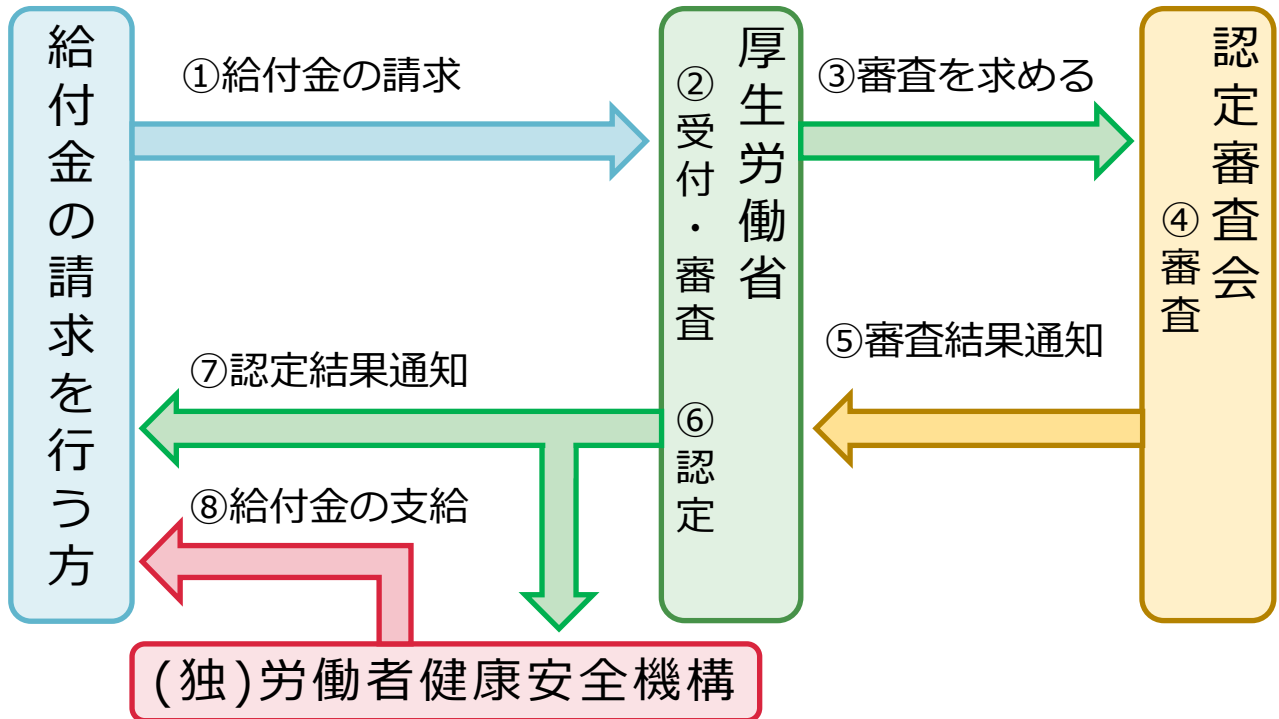 給付金の請求を行う方
①給付金の請求
厚生労働省
②受付・審査
⑥認定
③審査を求める
認定審査会
④審査
⑤審査結果通知
⑦認定結果通知
⑧給付金の支給
(独)労働者健康安全機構